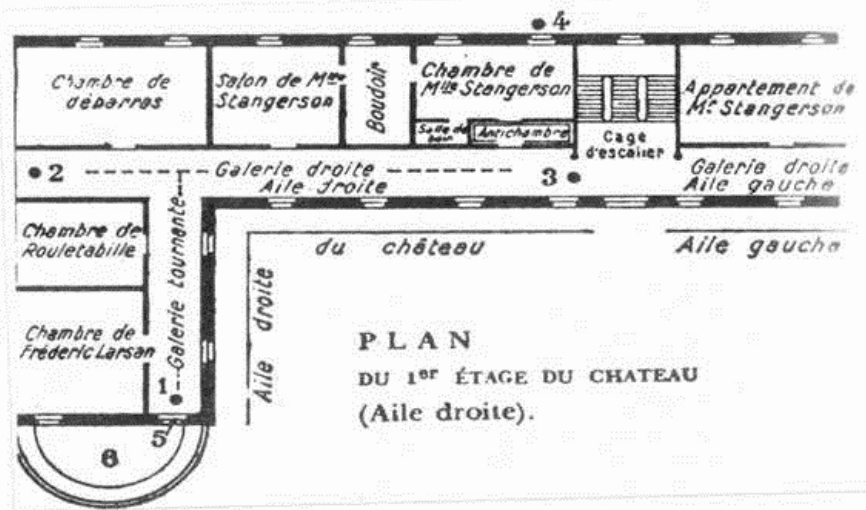 4
Chambre de
débarras
Salon de Mlle
Stangerson
Boudoir
Chambre de
Mlle Stangerson
Salle de
bain
Antichambre
Cage
d'escalier
Appartement de
Mr Stangerson
2
Galerie droite
Aile droite
3
Galerie droite
Aile gauche
Chambre de
Rouletabille
Galerie tournante
du château
Aile gauche
Aile droite
Chambre de
Fréderic Larsan
1
5
6
PLAN
DU 1er ÉTAGE DU CHATEAU
(Aile droite).